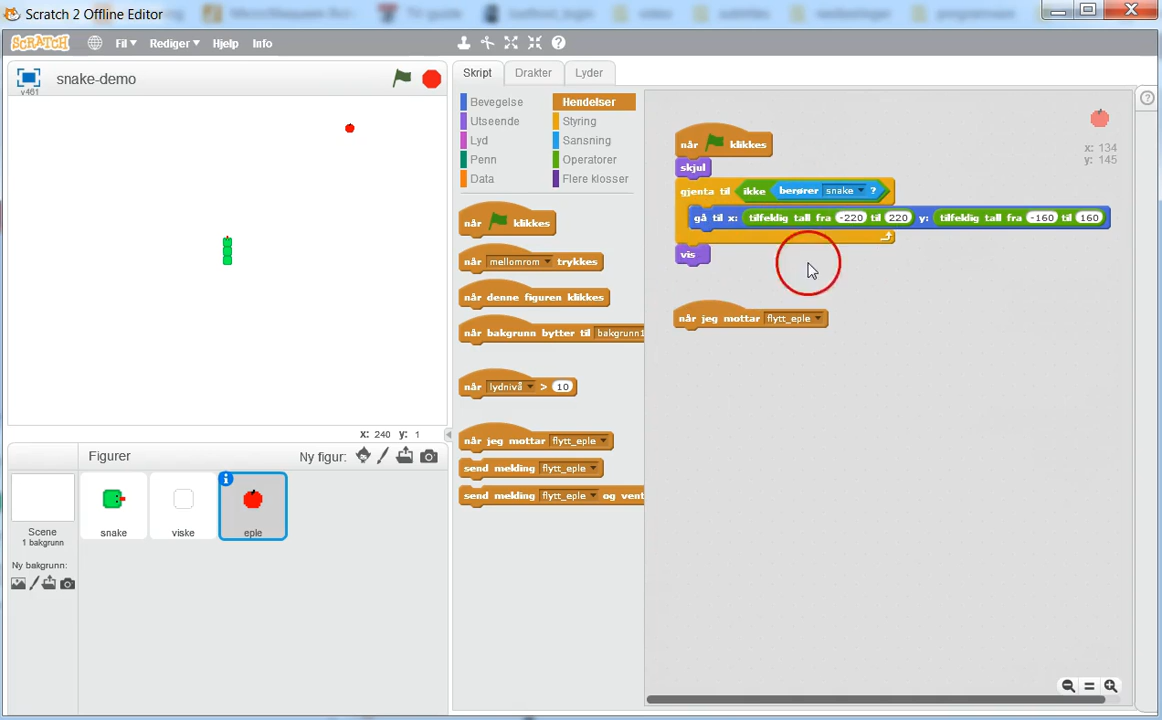 Scratch 2 Offline Editor
SCRATCH Fil Rediger Hjelp Info
snake-demo
v461
x: 240 y: 1
Figurer Ny figur:
Scene
1 bakgrunn
Ny bakgrunn:
snake viske eple
Skript Drakter Lyder
Bevegelse Hendelser
Utseende Styring
Lyd Sansning
Penn Operatorer
Data Flere klosser
når klikkes
når mellomrom trykkes
når denne figuren klikkes
når bakgrunn bytter til bakgrunn1
når lydnivå > 10
når jeg mottar flytt_eple
send melding flytt_eple
send melding flytt_eple og vent
når klikkes
skjul
gjenta til ikke berører snake ?
gå til x: tilfeldig tall fra -220 til 220 y: tilfeldig tall fra -160 til 160
vis
når jeg mottar flytt_eple
x: 134
y: 145